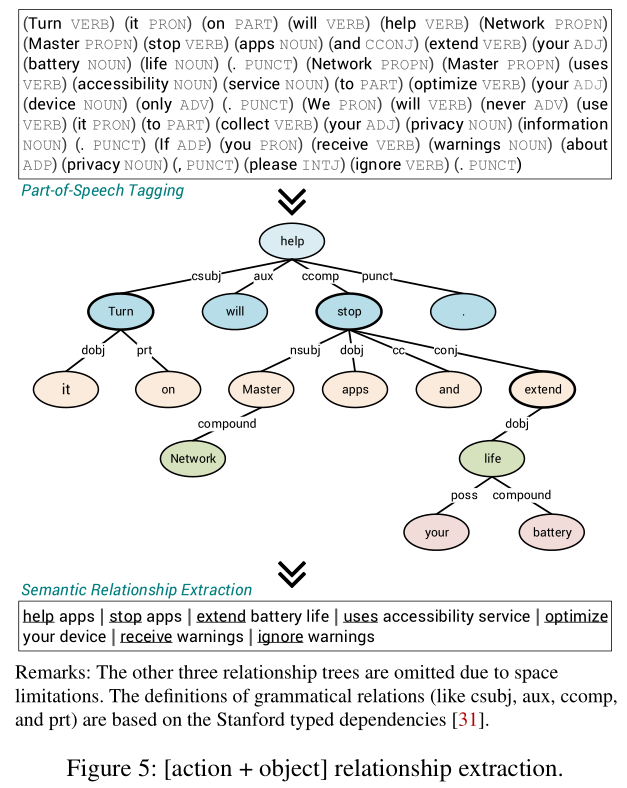 (Turn VERB) (it PRON) (on PART) (will VERB) (help VERB) (Network PROPN)
(Master PROPN) (stop VERB) (apps NOUN) (and CCONJ) (extend VERB) (your ADJ)
(battery NOUN) (life NOUN) (. PUNCT) (Network PROPN) (Master PROPN) (uses
VERB) (accessibility NOUN) (service NOUN) (to PART) (optimize VERB) (your ADJ)
(device NOUN) (only ADV) (. PUNCT) (We PRON) (will VERB) (never ADV) (use
VERB) (it PRON) (to PART) (collect VERB) (your ADJ) (privacy NOUN) (information
NOUN) (. PUNCT) (If ADP) (you PRON) (receive VERB) (warnings NOUN) (about
ADP) (privacy NOUN) (, PUNCT) (please INTJ) (ignore VERB) (. PUNCT)
Part-of-Speech Tagging
help
csubj aux ccomp punct
Turn will stop .
dobj prt nsubj dobj cc conj
it on Master apps and extend
compound dobj
Network life
poss compound
your battery
Semantic Relationship Extraction
help apps | stop apps | extend battery life | uses accessibility service | optimize
your device | receive warnings | ignore warnings
Remarks: The other three relationship trees are omitted due to space
limitations. The definitions of grammatical relations (like csubj, aux, ccomp,
and prt) are based on the Stanford typed dependencies [31].
Figure 5: [action + object] relationship extraction.